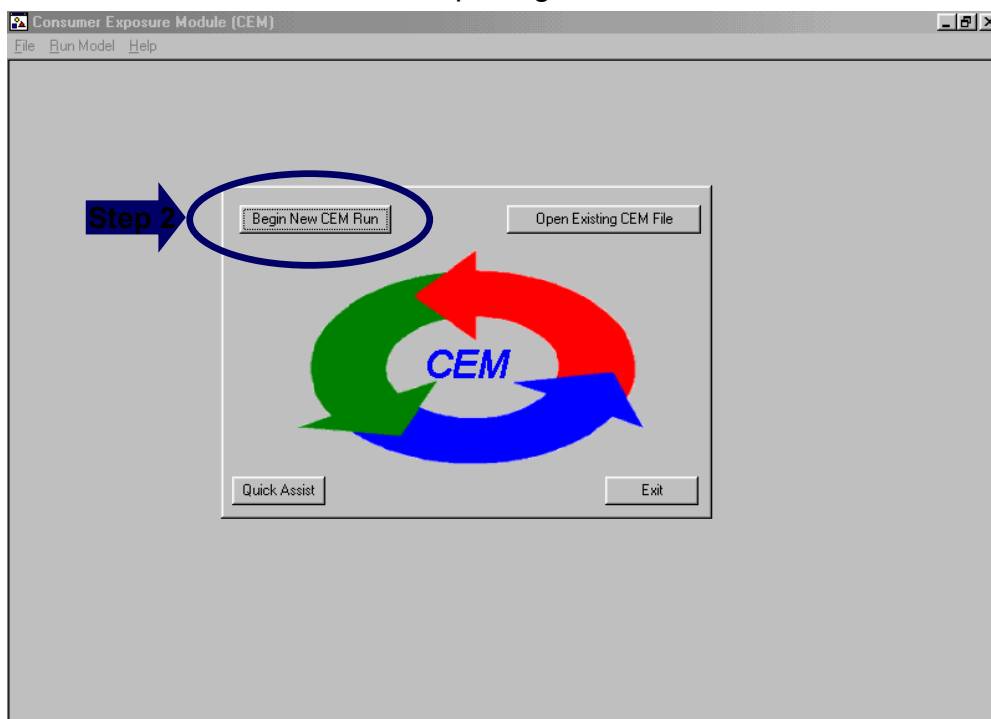 Consumer Exposure Module (CEM)
File Run Model Help
Step 2
Begin New CEM Run
Open Existing CEM File
CEM
Quick Assist
Exit